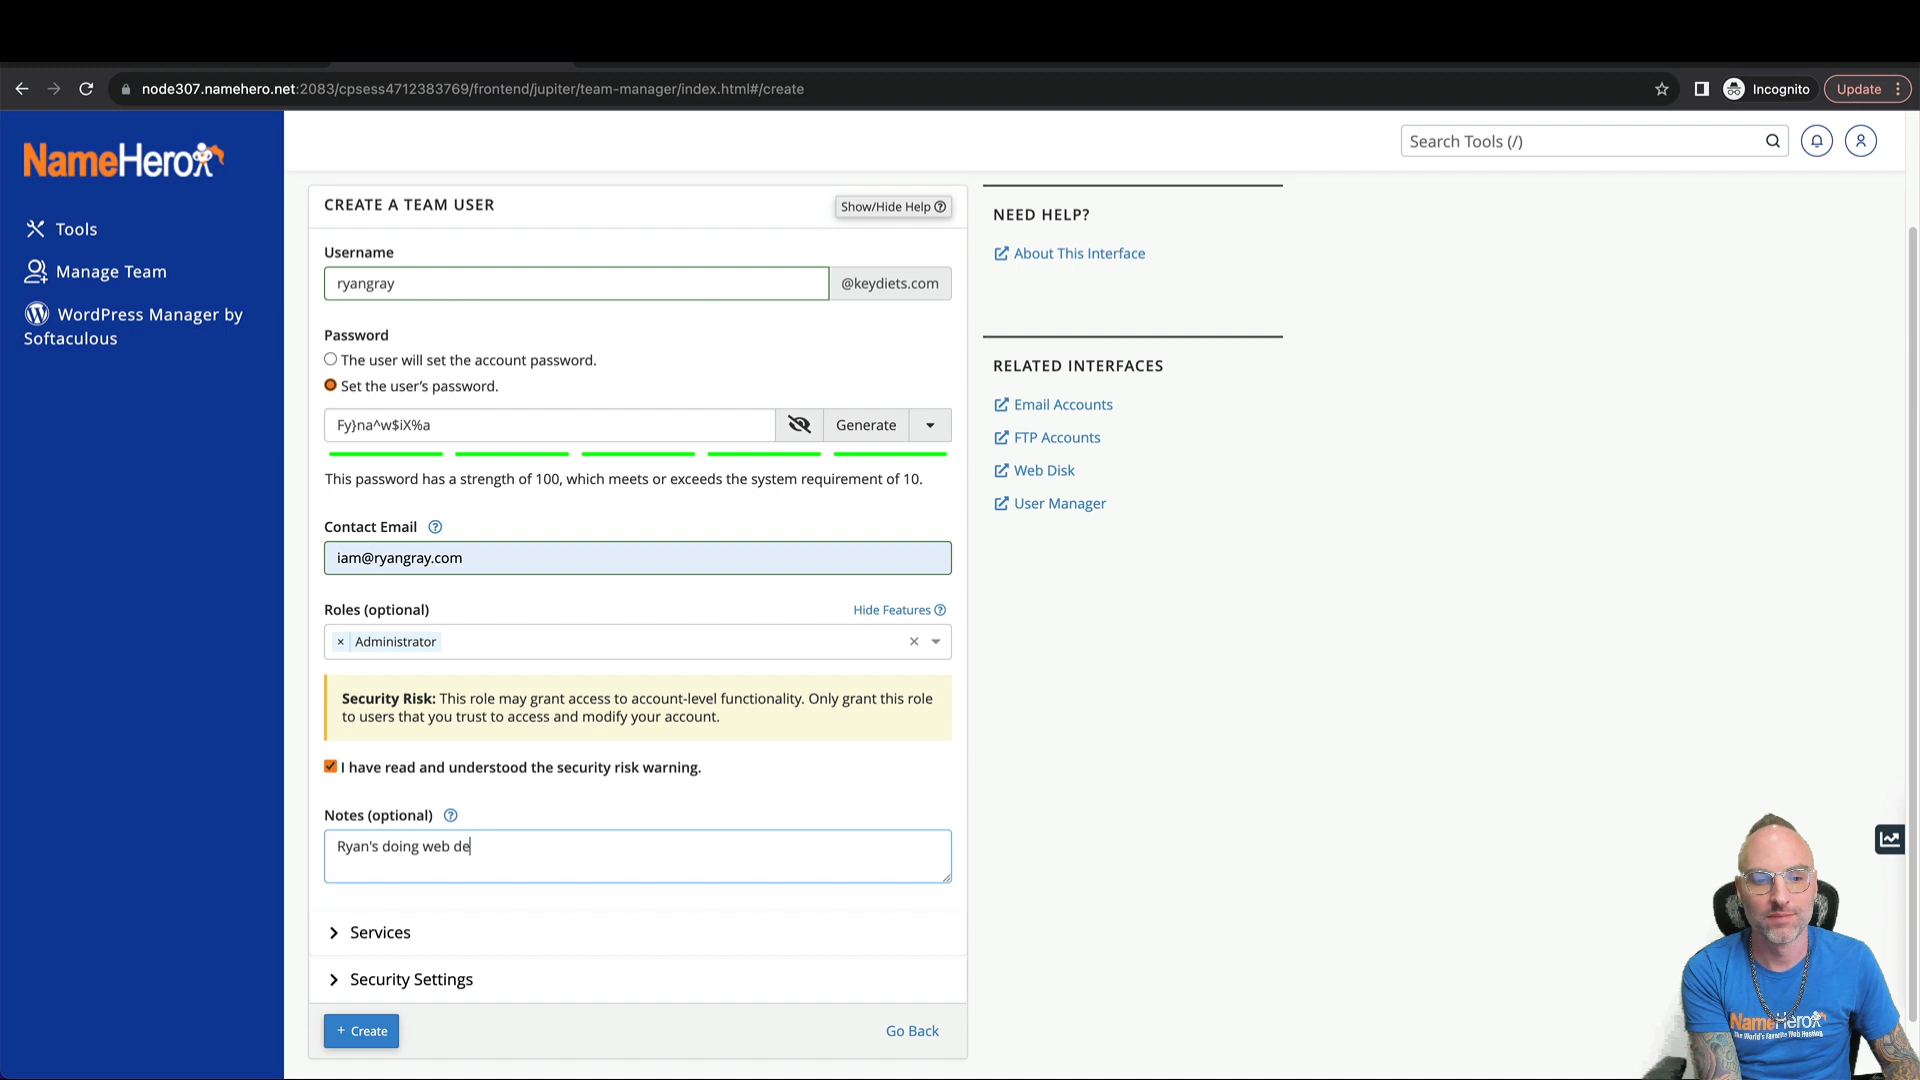 node307.namehero.net:2083/cpsess4712383769/frontend/jupiter/team-manager/index.html#/create
Incognito
Update
NameHero
Search Tools (/)
Tools
Manage Team
WordPress Manager by
Softaculous
CREATE A TEAM USER
Show/Hide Help
Username
ryangray
@keydiets.com
Password
The user will set the account password.
Set the user's password.
Fy}na^w$iX%a
Generate
This password has a strength of 100, which meets or exceeds the system requirement of 10.
Contact Email
iam@ryangray.com
Roles (optional)
Hide Features
× Administrator
Security Risk: This role may grant access to account-level functionality. Only grant this role
to users that you trust to access and modify your account.
I have read and understood the security risk warning.
Notes (optional)
Ryan's doing web de
Services
Security Settings
+ Create
Go Back
NEED HELP?
About This Interface
RELATED INTERFACES
Email Accounts
FTP Accounts
Web Disk
User Manager
NameHero
The World's Favorite Web Hosting